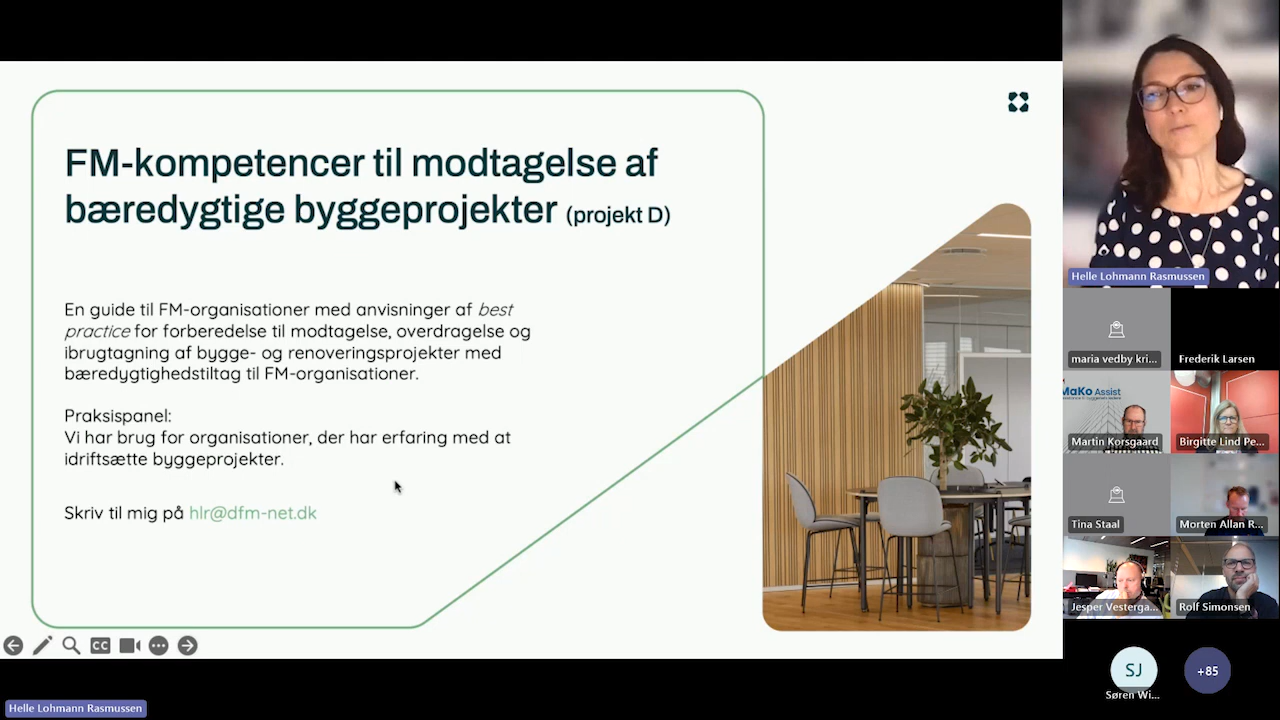 FM-kompetencer til modtagelse af
bæredygtige byggeprojekter (projekt D)
En guide til FM-organisationer med anvisninger af best
practice for forberedelse til modtagelse, overdragelse og
ibrugtagning af bygge- og renoveringsprojekter med
bæredygtighedstiltag til FM-organisationer.
Praksispanel:
Vi har brug for organisationer, der har erfaring med at
idriftsætte byggeprojekter.
Skriv til mig på hlr@dfm-net.dk
CC
Helle Lohmann Rasmussen
Helle Lohmann Rasmussen
maria vedby kri...
Frederik Larsen
MaKo Assist
Martin Korsgaard
Birgitte Lind Pe...
Tina Staal
Morten Allan R...
Jesper Vesterga...
Rolf Simonsen
SJ
+85
Søren Wi...